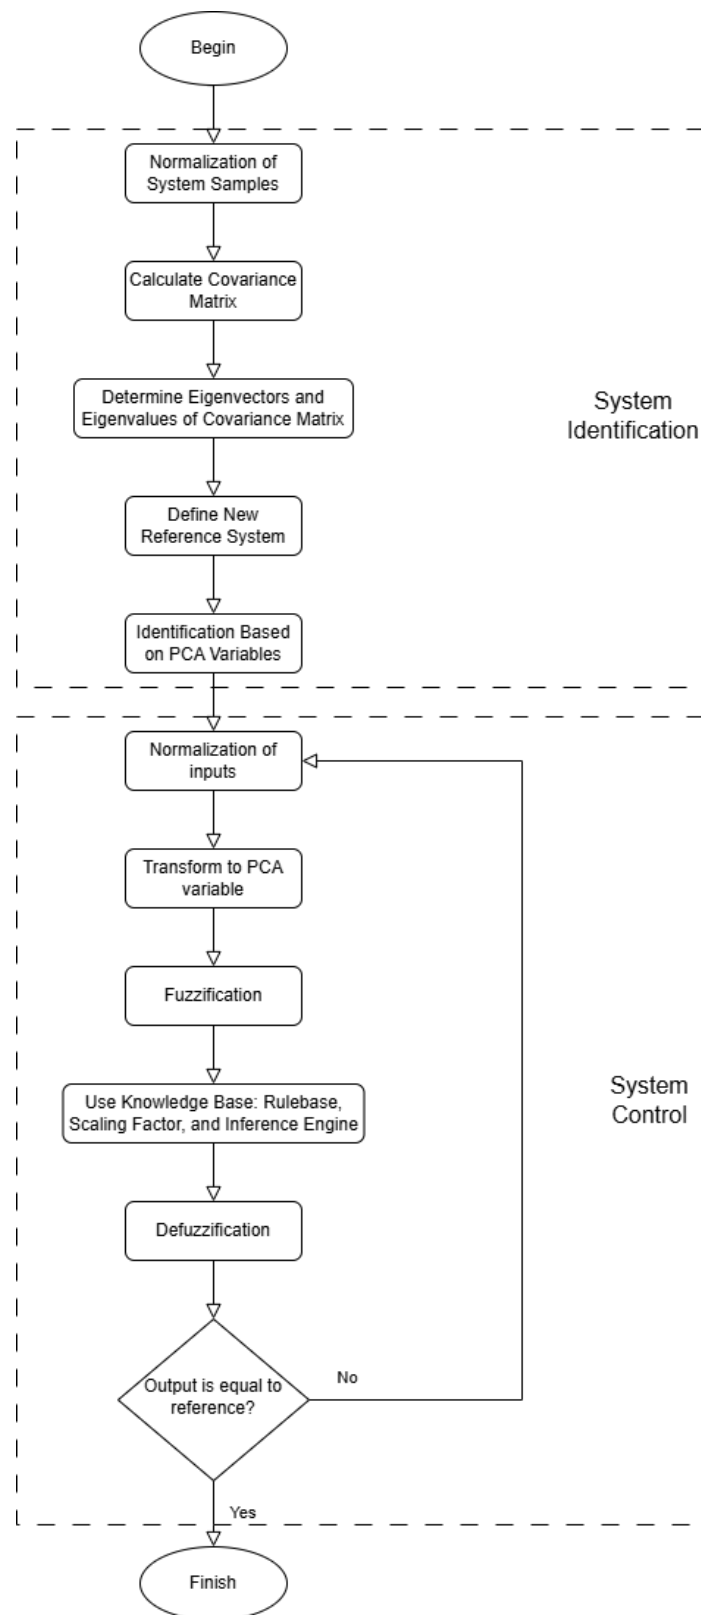 Begin
Normalization of
System Samples
Calculate Covariance
Matrix
Determine Eigenvectors and
Eigenvalues of Covariance Matrix
System
Identification
Define New
Reference System
Identification Based
on PCA Variables
Normalization of
inputs
Transform to PCA
variable
Fuzzification
Use Knowledge Base: Rulebase,
Scaling Factor, and Inference Engine
System
Control
Defuzzification
Output is equal to
reference?
No
Yes
Finish